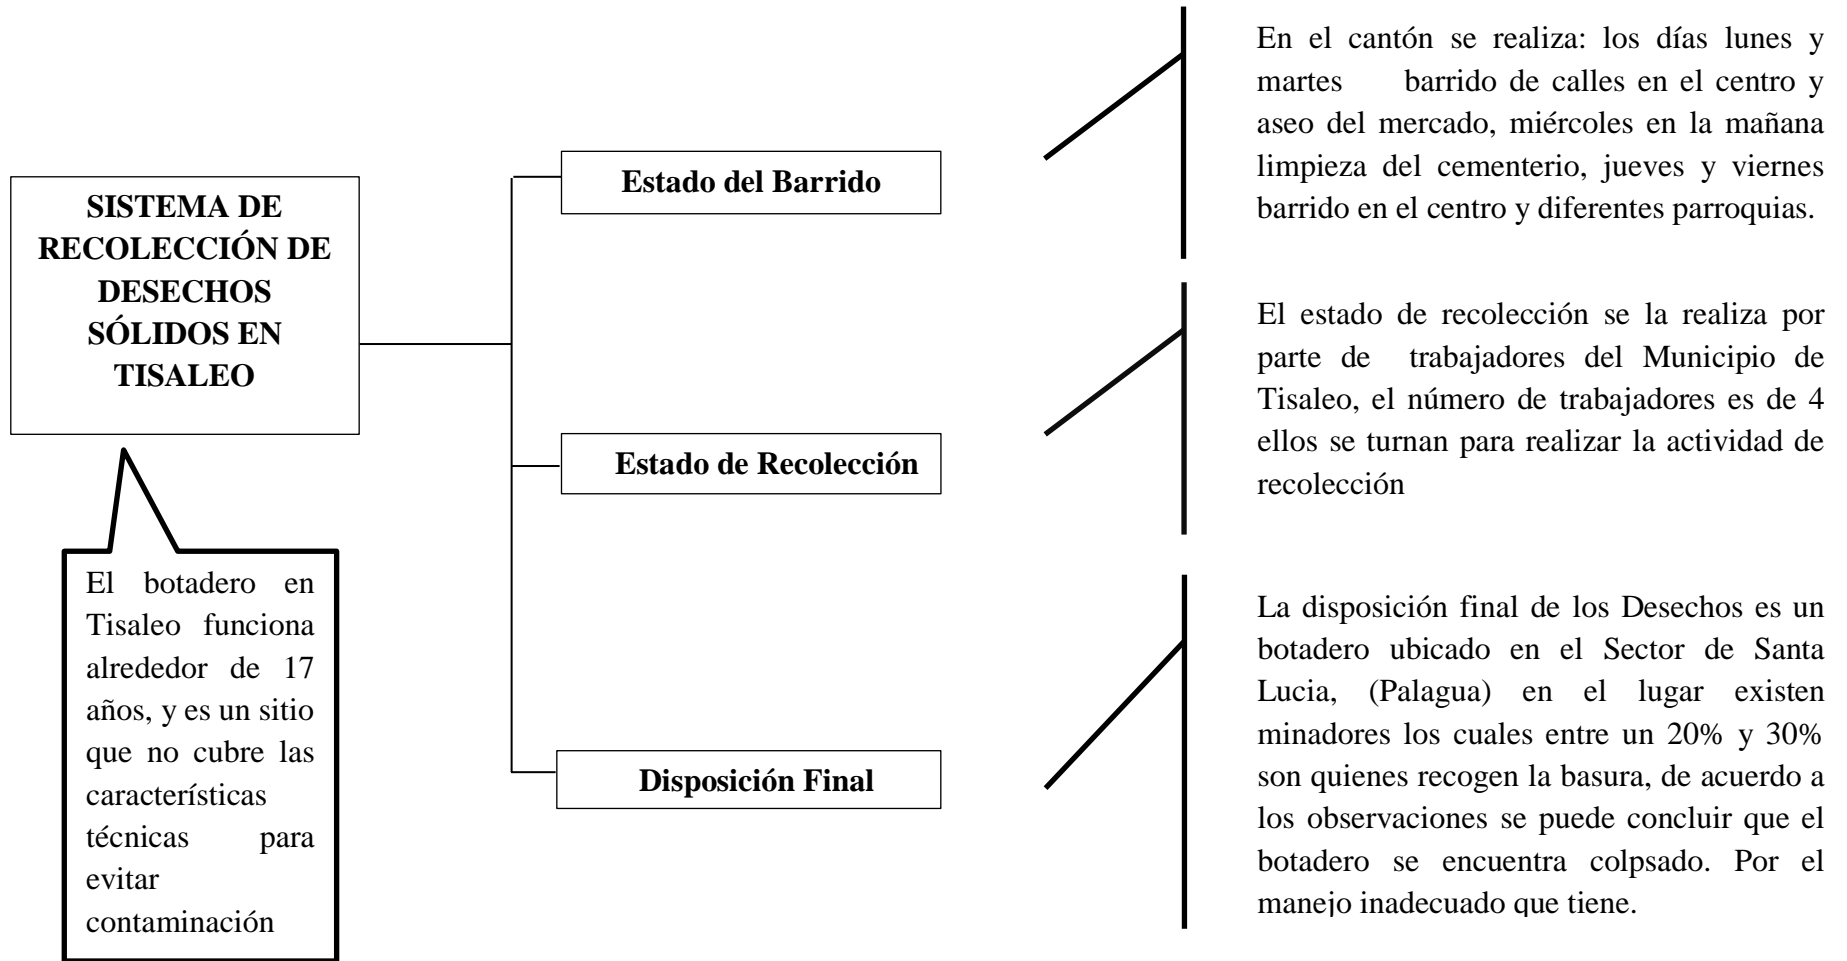 SISTEMA DE
RECOLECCIÓN DE
DESECHOS
SÓLIDOS EN
TISALEO
El botadero en
Tisaleo funciona
alrededor de 17
años, y es un sitio
que no cubre las
características
técnicas para
evitar
contaminación
Estado del Barrido
En el cantón se realiza: los días lunes y
martes barrido de calles en el centro y
aseo del mercado, miércoles en la mañana
limpieza del cementerio, jueves y viernes
barrido en el centro y diferentes parroquias.
Estado de Recolección
El estado de recolección se la realiza por
parte de trabajadores del Municipio de
Tisaleo, el número de trabajadores es de 4
ellos se turnan para realizar la actividad de
recolección
Disposición Final
La disposición final de los Desechos es un
botadero ubicado en el Sector de Santa
Lucia, (Palagua) en el lugar existen
minadores los cuales entre un 20% y 30%
son quienes recogen la basura, de acuerdo a
los observaciones se puede concluir que el
botadero se encuentra colpsado. Por el
manejo inadecuado que tiene.